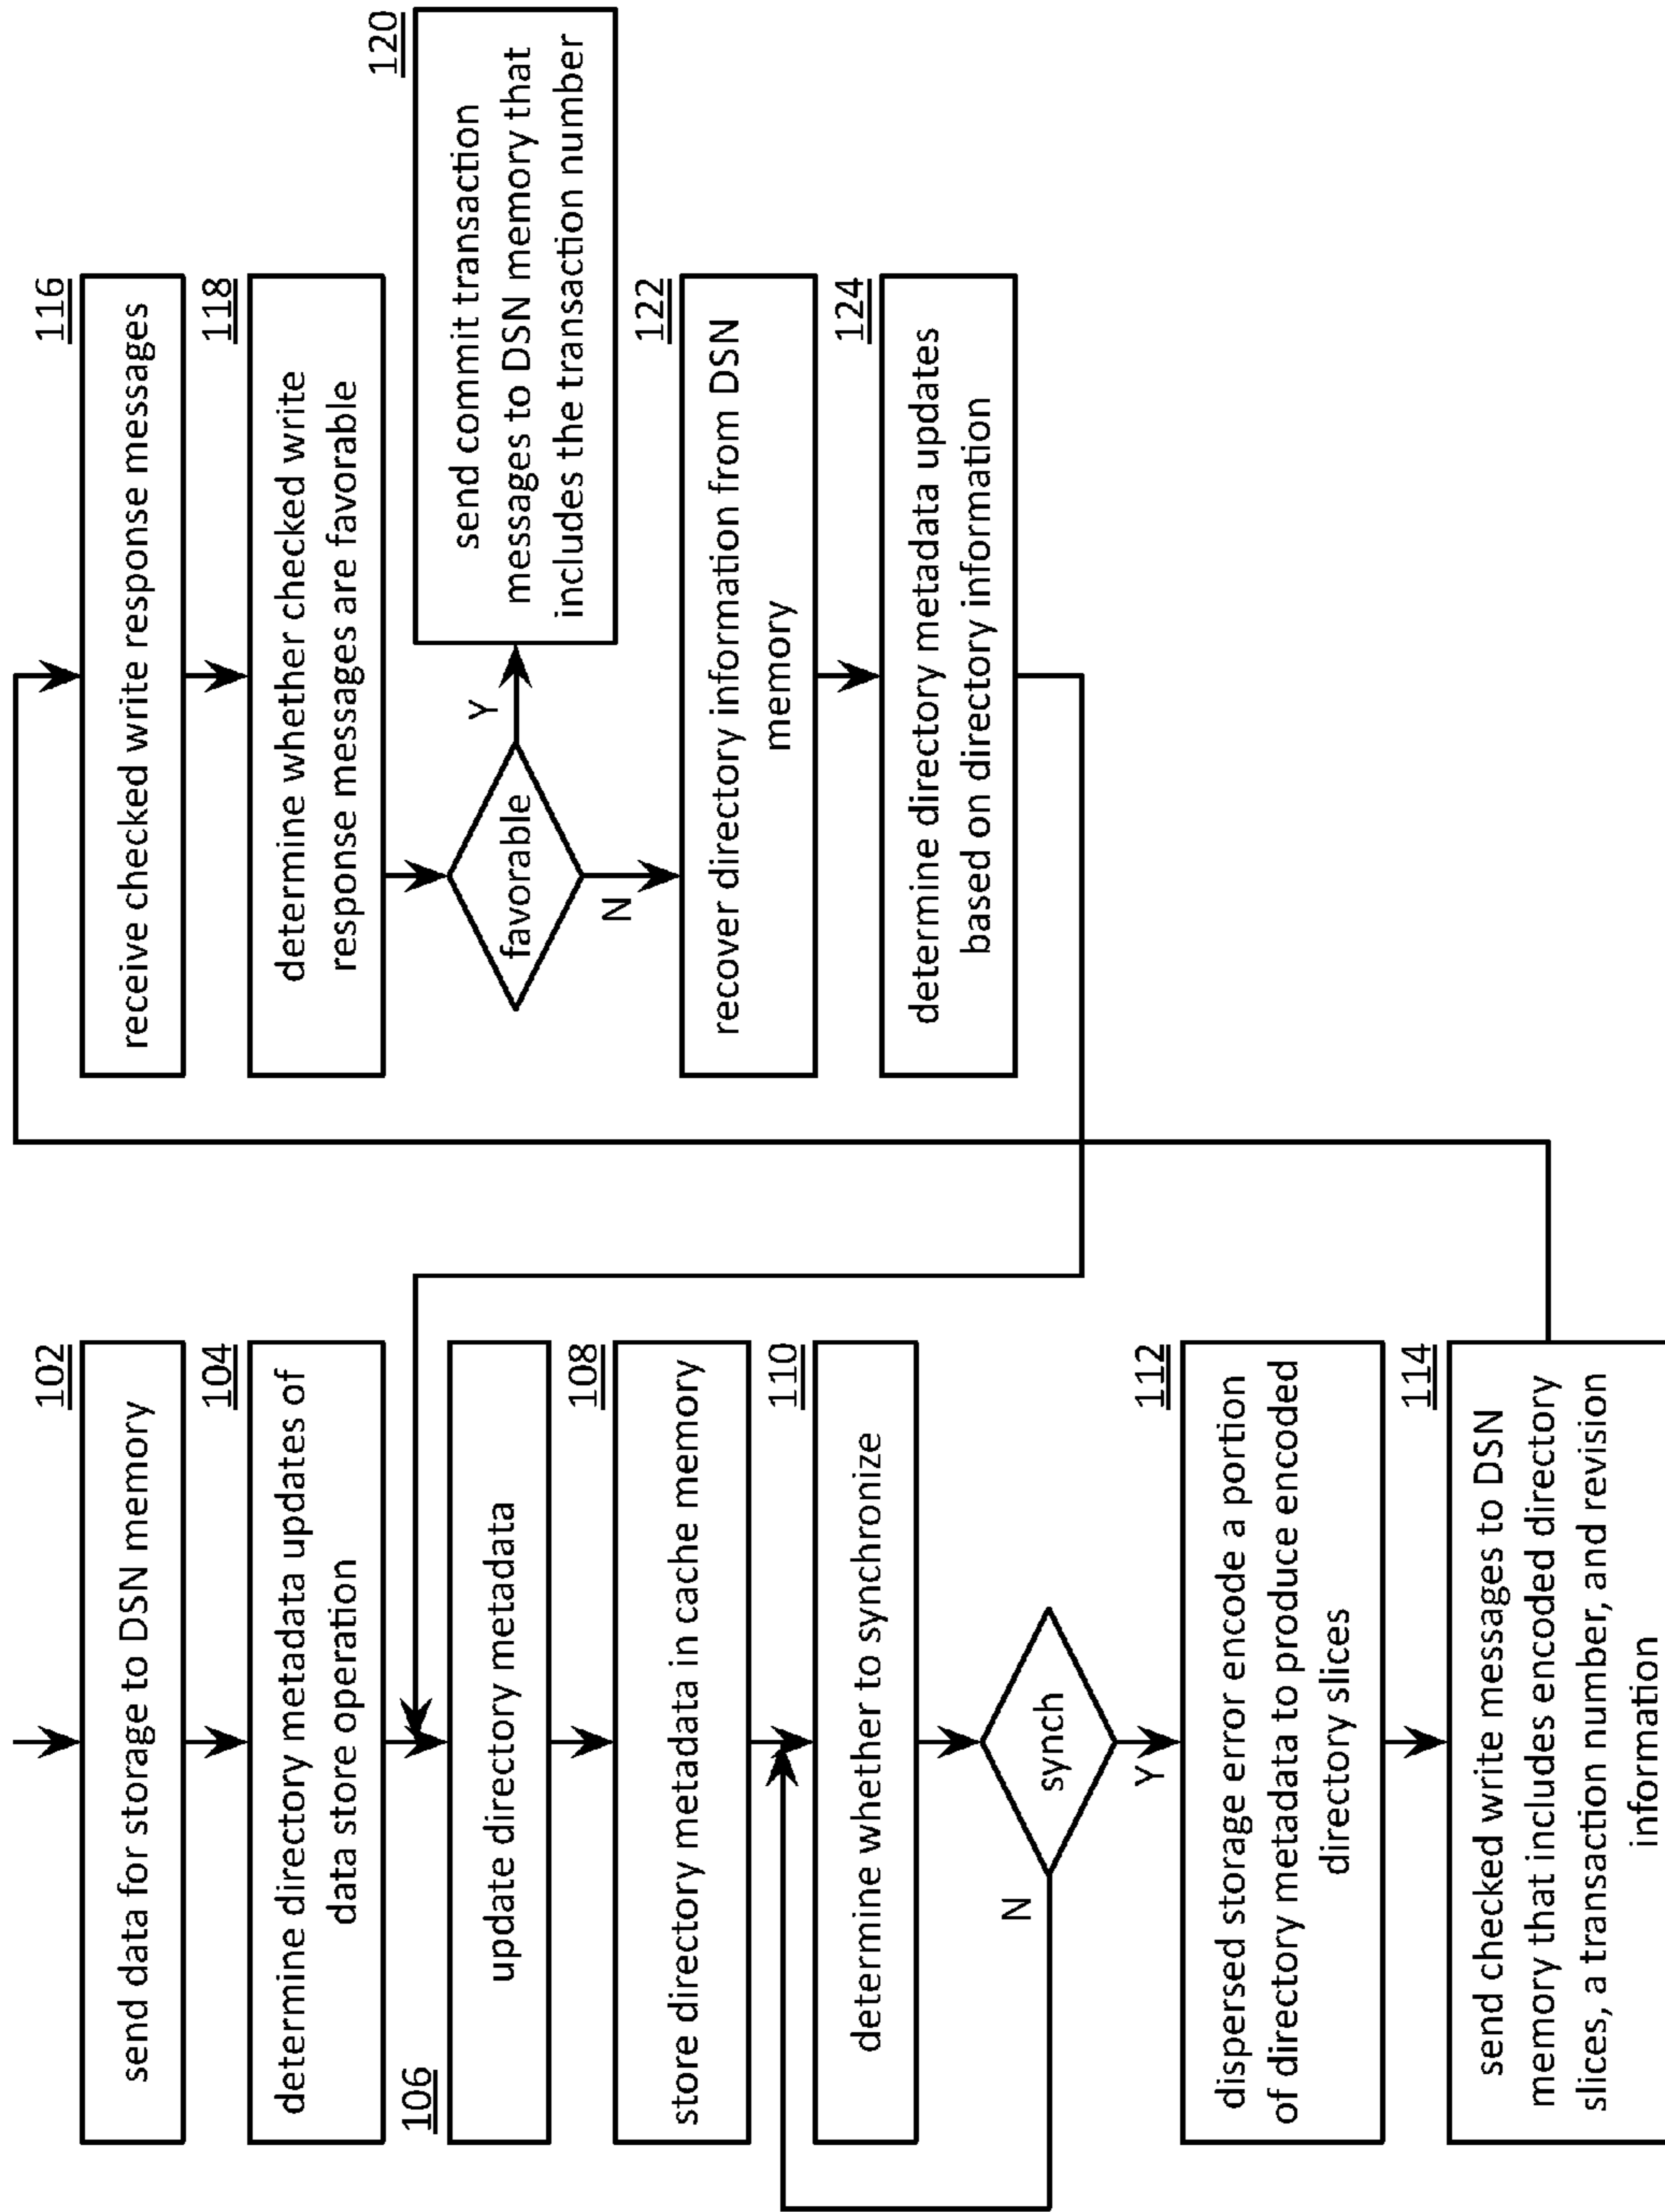 102
send data for storage to DSN memory
104
determine directory metadata updates of
data store operation
106
update directory metadata
108
store directory metadata in cache memory
110
determine whether to synchronize
synch
N
Y
112
dispersed storage error encode a portion
of directory metadata to produce encoded
directory slices
114
send checked write messages to DSN
memory that includes encoded directory
slices, a transaction number, and revision
information
116
receive checked write response messages
118
determine whether checked write
response messages are favorable
favorable
Y
N
120
send commit transaction
messages to DSN memory that
includes the transaction number
122
recover directory information from DSN
memory
124
determine directory metadata updates
based on directory information